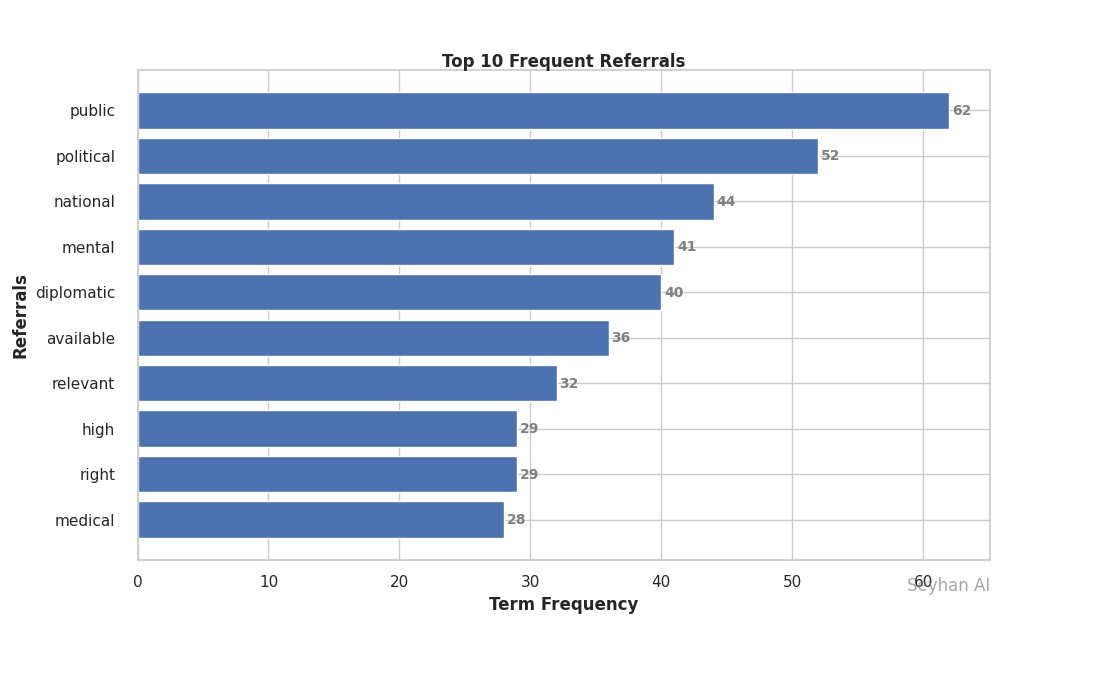 Top 10 Frequent Referrals
public 62
political 52
national 44
mental 41
diplomatic 40
available 36
relevant 32
high 29
right 29
medical 28
Referrals
0 10 20 30 40 50 60
Seyhan AI
Term Frequency